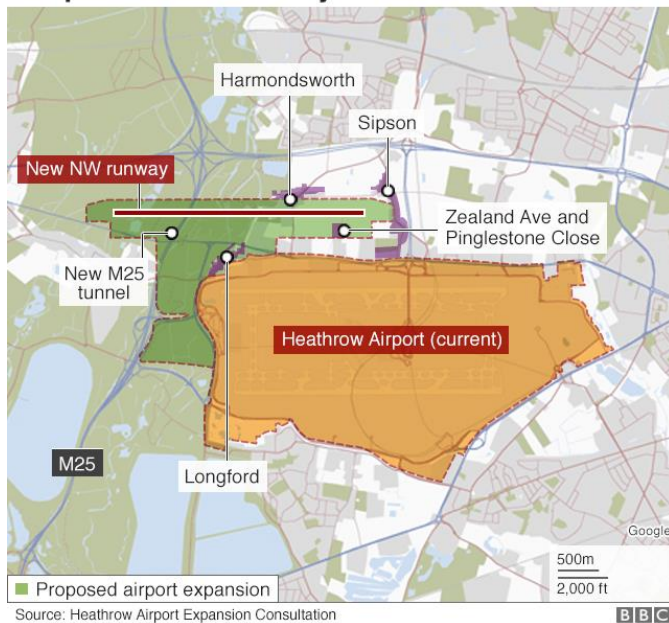 Harmondsworth
Sipson
New NW runway
Zealand Ave and
Pinglestone Close
New M25
tunnel
Heathrow Airport (current)
M25
Longford
Google
500m
2,000 ft
Proposed airport expansion
Source: Heathrow Airport Expansion Consultation
BBC